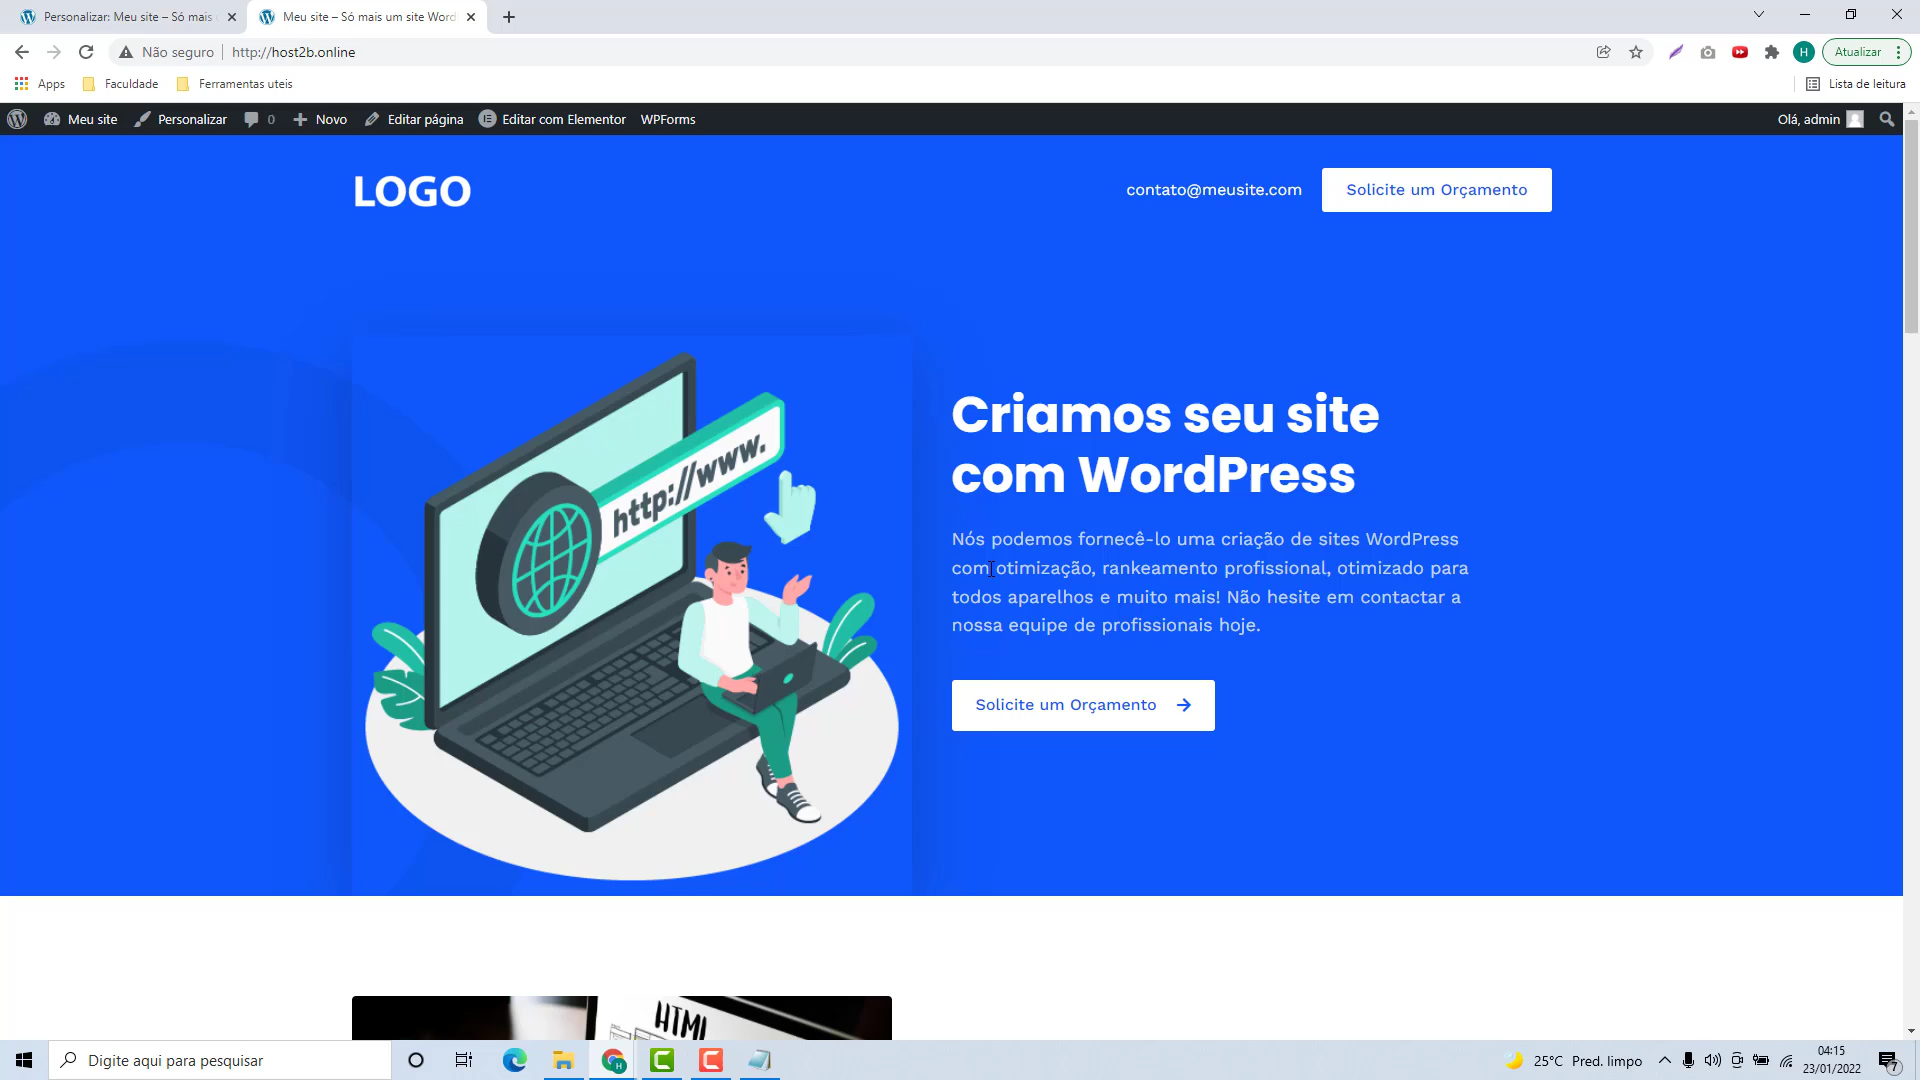 Personalizar: Meu site – Só mais
Meu site – Só mais um site Word
Não seguro
http://host2b.online
Atualizar
Apps
Faculdade
Ferramentas uteis
Lista de leitura
Meu site
Personalizar
0
Novo
Editar página
Editar com Elementor
WPForms
Olá, admin
LOGO
contato@meusite.com
Solicite um Orçamento
http://www.
Criamos seu site
com WordPress
Nós podemos fornecê-lo uma criação de sites WordPress
com otimização, rankeamento profissional, otimizado para
todos aparelhos e muito mais! Não hesite em contactar a
nossa equipe de profissionais hoje.
Solicite um Orçamento
HTML
Digite aqui para pesquisar
25°C Pred. limpo
04:15
23/01/2022
7